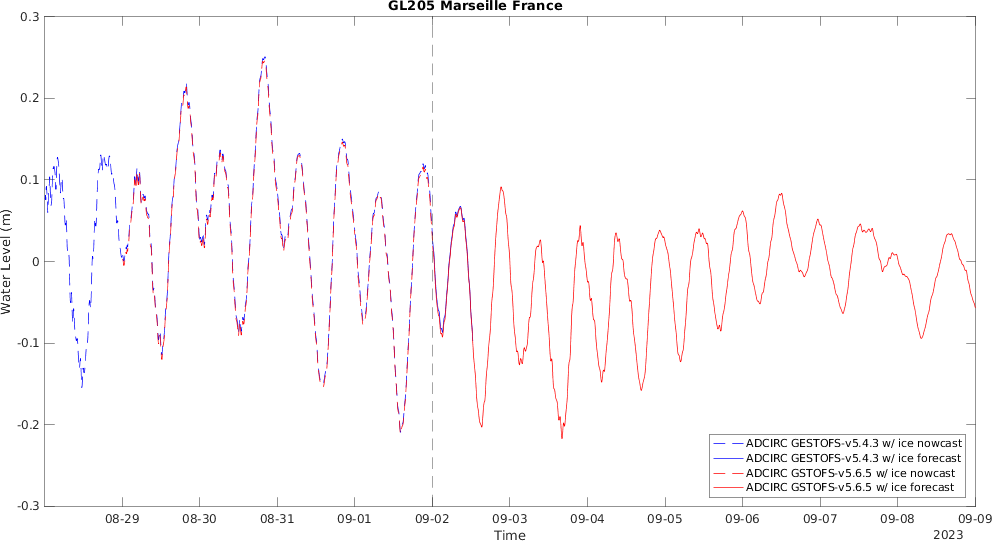 GL205 Marseille France
0.3
0.2
0.1
0
-0.1
-0.2
-0.3
Water Level (m)
ADCIRC GESTOFS-v5.4.3 w/ ice nowcast
ADCIRC GESTOFS-v5.4.3 w/ ice forecast
ADCIRC GSTOFS-v5.6.5 w/ ice nowcast
ADCIRC GSTOFS-v5.6.5 w/ ice forecast
08-29 08-30 08-31 09-01 09-02 09-03 09-04 09-05 09-06 09-07 09-08 09-09
Time
2023